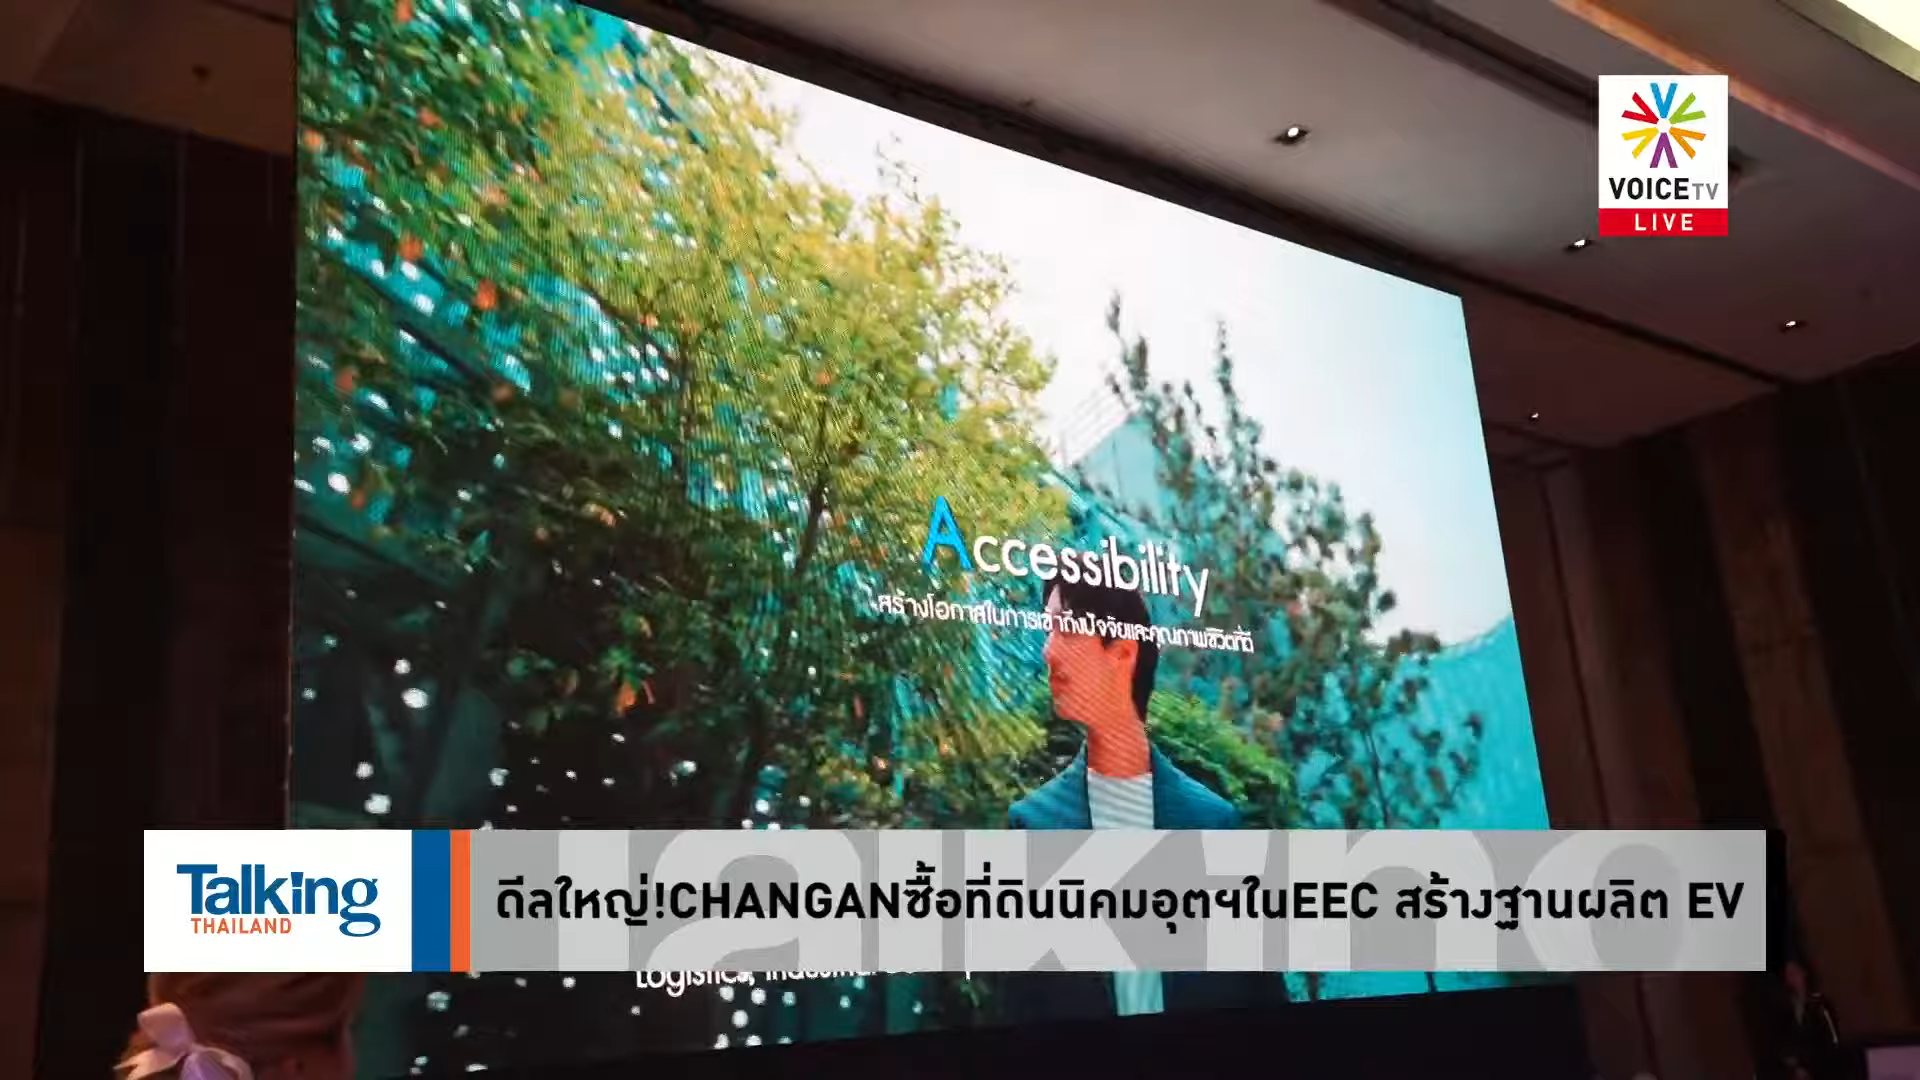 VOICE TV
LIVE
Accessibility
สร้างโอกาสในการเข้าถึงปัจจัยและคุณภาพชีวิตที่ดี
Talking
THAILAND
ดีลใหญ่!CHANGANซื้อที่ดินนิคมอุตฯในEEC สร้างฐานผลิต EV
Logistics,